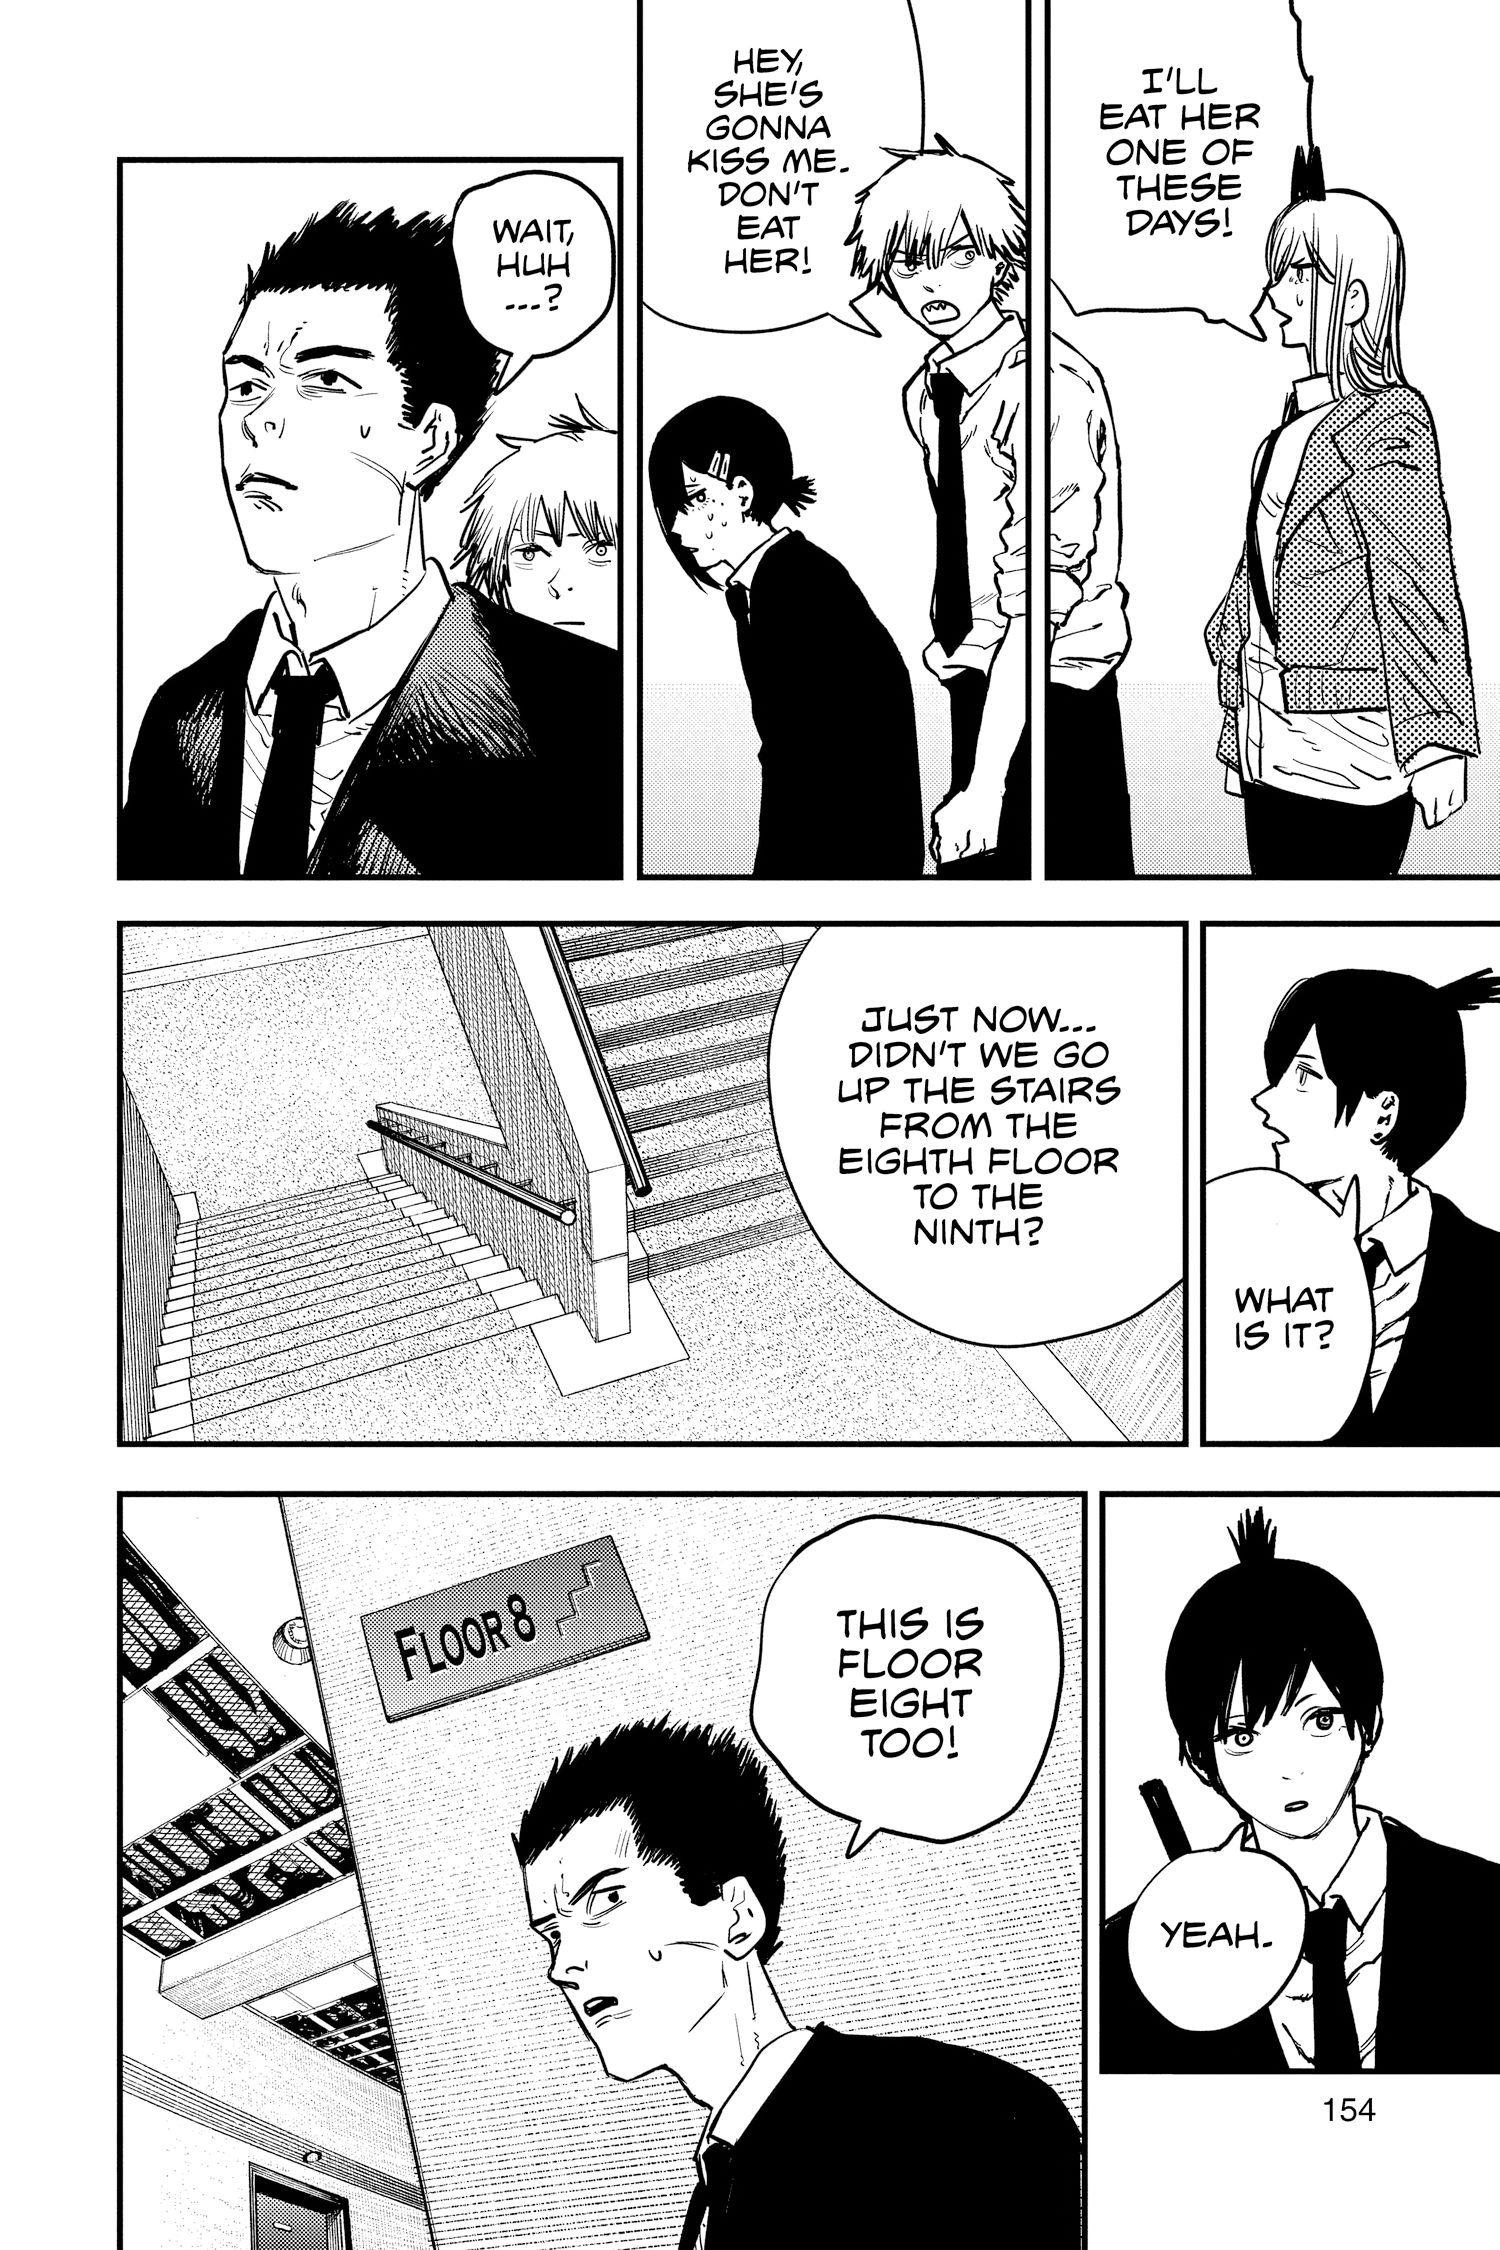 I'LL
EAT HER
ONE OF
THESE
DAYS!
HEY,
SHE'S
GONNA
KISS ME.
DON'T
EAT
HER!
WAIT,
HUH
....?
WHAT
IS IT?
JUST NOW...
DIDN'T WE GO
UP THE STAIRS
FROM THE
EIGHTH FLOOR
TO THE
NINTH?
YEAH.
THIS IS
FLOOR
EIGHT
TOO!
FLOOR 8
154